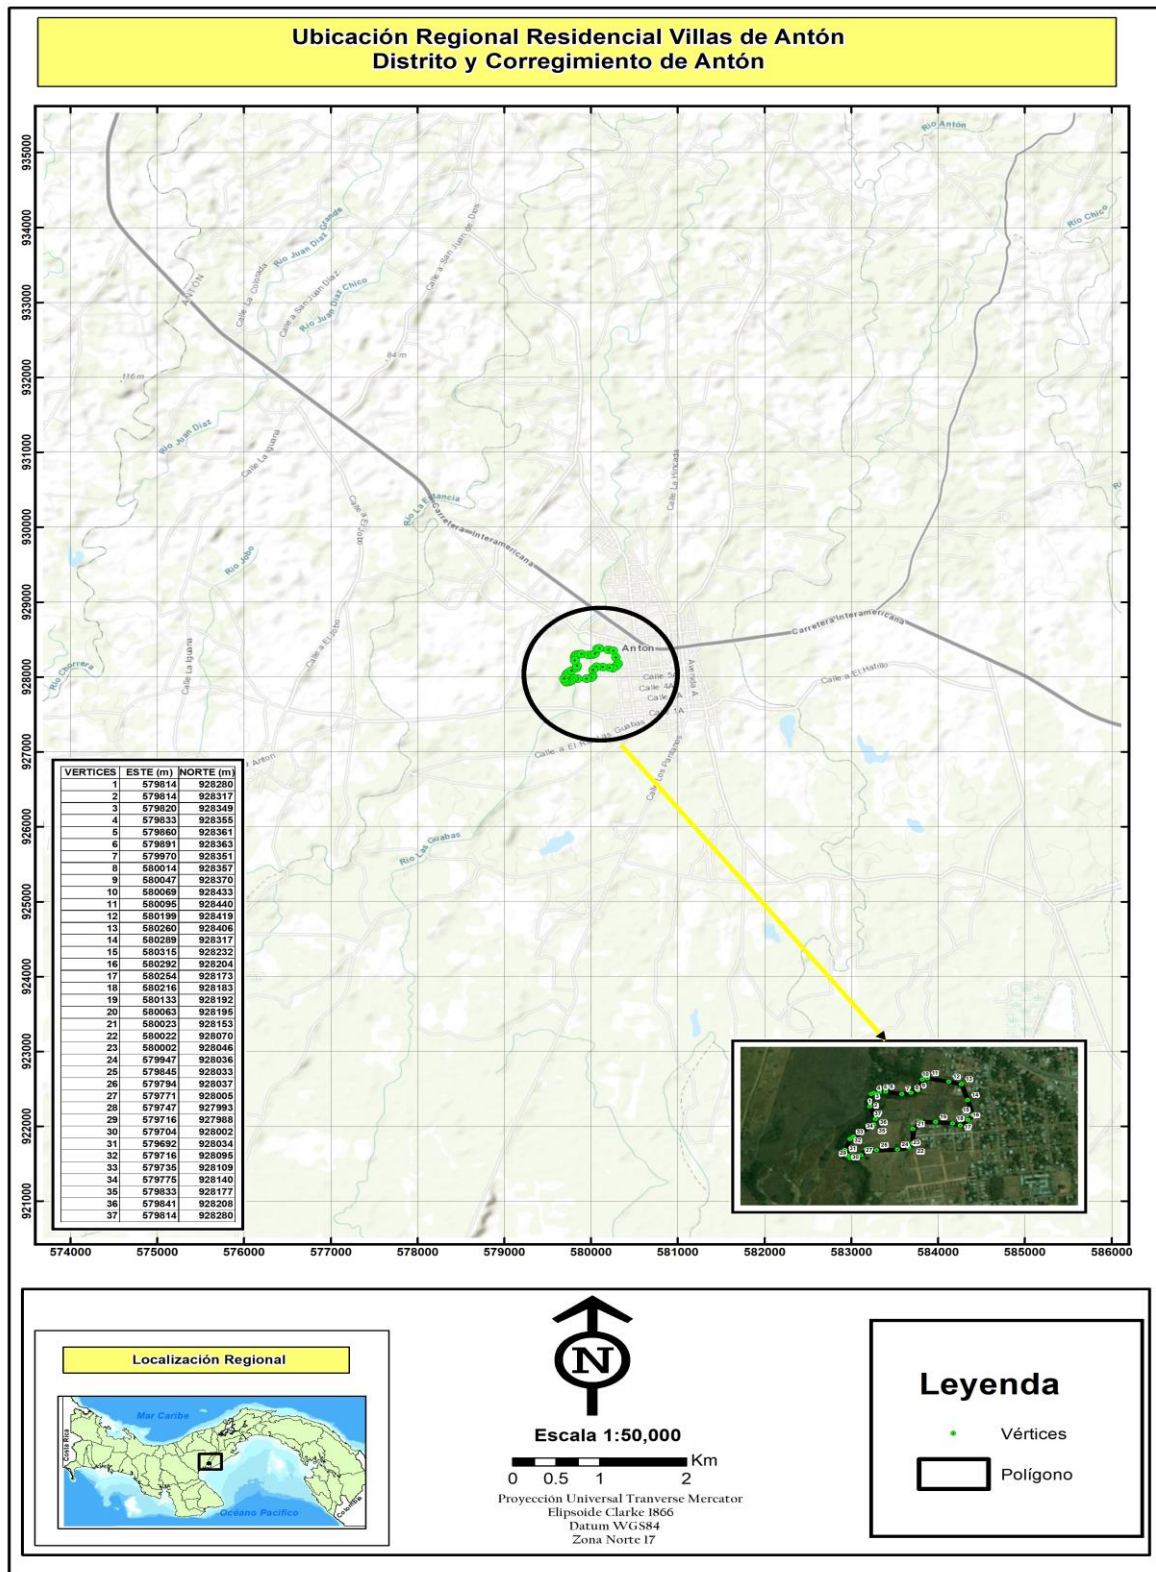 Ubicación Regional Residencial Villas de Antón
Distrito y Corregimiento de Antón
935000
934000
933000
932000
931000
930000
929000
928000
927000
926000
925000
924000
923000
922000
921000
574000 575000 576000 577000 578000 579000 580000 581000 582000 583000 584000 585000 586000
Río Antón
Río Chico
Río Juan Díaz Grande
Calle a San Juan de Dios
ANTÓN
Calle La Colorada
Calle a San Juan Díaz
Río Juan Díaz Chico
84 m
116 m
Río Juan Díaz
Calle La Iguana
Calle La Hincada
Calle a El Jobo
Río La Estancia
Carretera Interamericana
Río Jobo
Calle a El Jobo
Calle La Iguana
Río Chorrera
Carretera Interamericana
Antón
Avenida A
Calle 4A
Calle a El Hatillo
Calle Los Pantanos
Río Las Guabas
VERTICES ESTE (m) NORTE (m)
1 579814 928280
2 579814 928317
3 579820 928349
4 579833 928355
5 579860 928361
6 579891 928363
7 579970 928351
8 580014 928357
9 580047 928370
10 580069 928433
11 580095 928440
12 580199 928419
13 580260 928406
14 580289 928317
15 580315 928232
16 580292 928204
17 580254 928173
18 580216 928183
19 580133 928192
20 580063 928195
21 580023 928153
22 580022 928070
23 580002 928046
24 579947 928036
25 579845 928033
26 579794 928037
27 579771 928005
28 579747 927993
29 579716 927988
30 579704 928002
31 579692 928034
32 579716 928095
33 579735 928109
34 579775 928140
35 579833 928177
36 579841 928208
37 579814 928280
Localización Regional
Mar Caribe
Costa Rica
Colombia
Océano Pacífico
N
Escala 1:50,000
Km
0 0.5 1 2
Proyección Universal Tranverse Mercator
Elipsoide Clarke 1866
Datum WGS84
Zona Norte 17
Leyenda
Vértices
Polígono